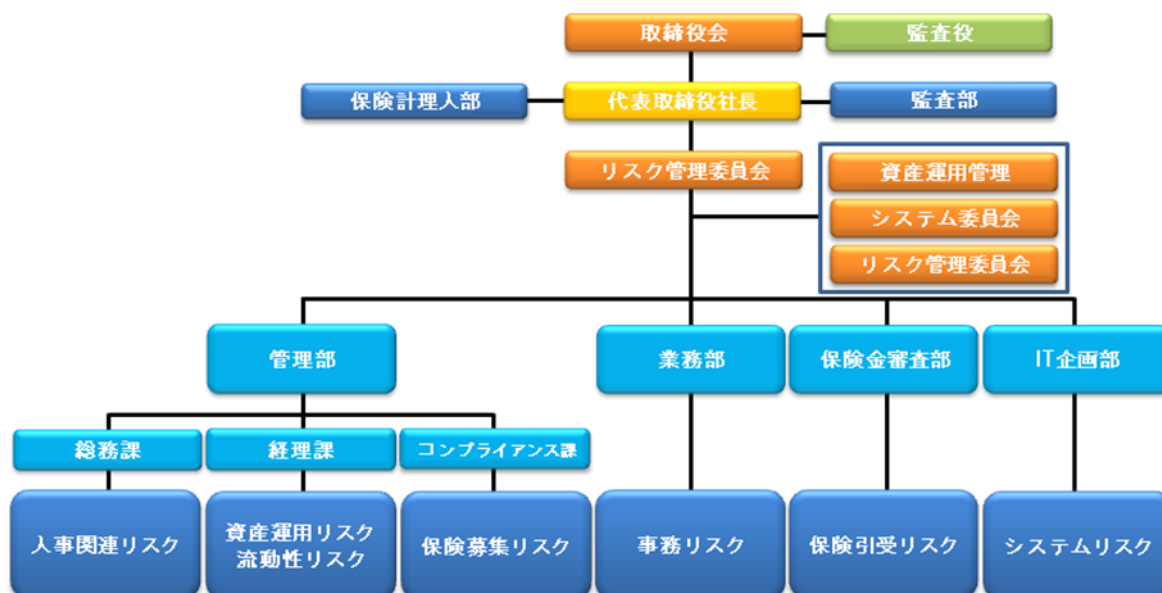 取締役会
監査役
保険計理人部
代表取締役社長
監査部
リスク管理委員会
資産運用管理
システム委員会
リスク管理委員会
管理部
業務部
保険金審査部
IT企画部
総務課
経理課
コンプライアンス課
人事関連リスク
資産運用リスク
流動性リスク
保険募集リスク
事務リスク
保険引受リスク
システムリスク